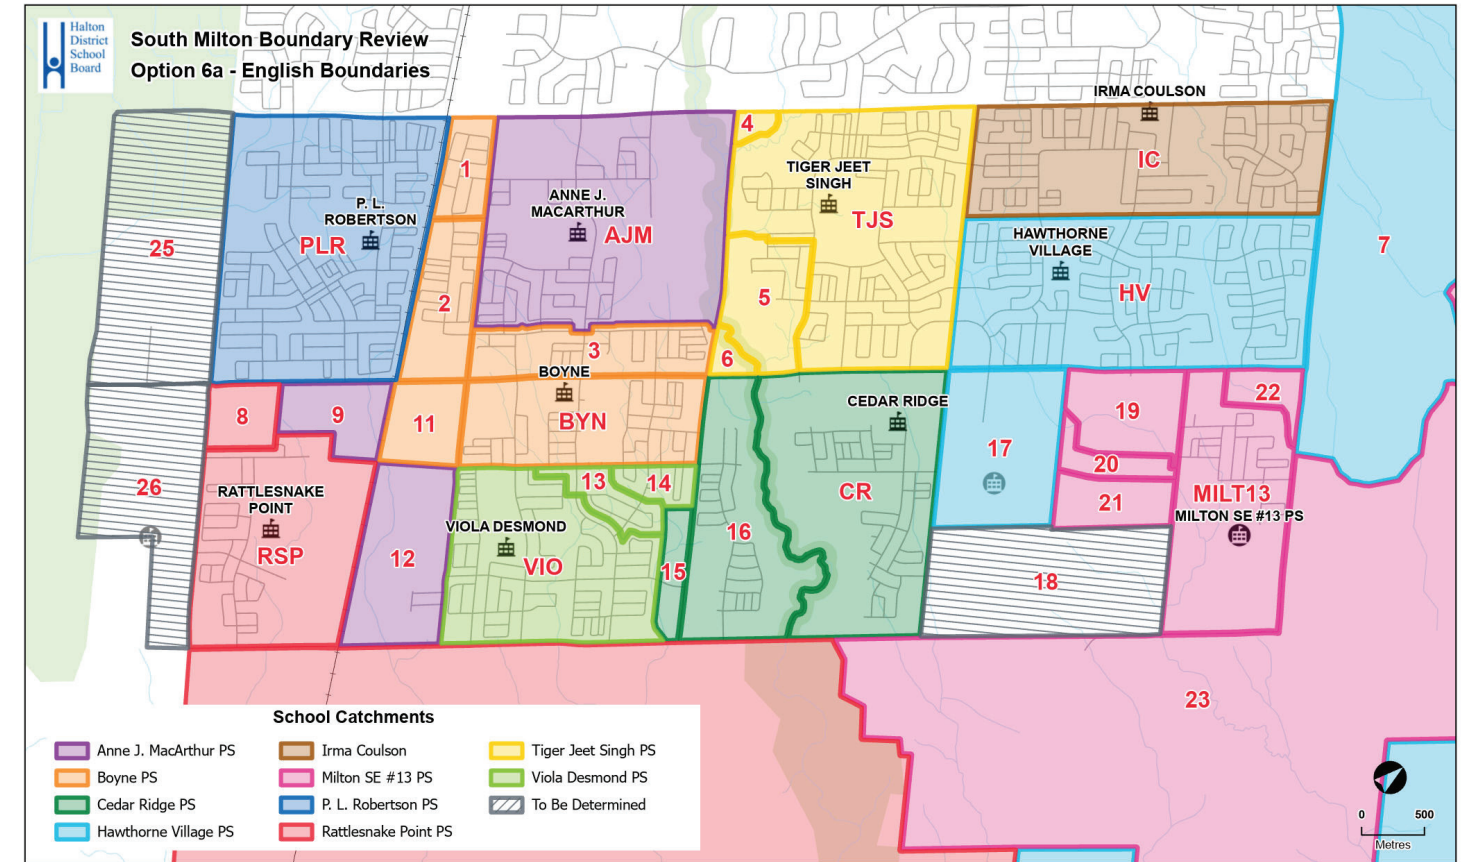 Halton
District
School
Board
South Milton Boundary Review
Option 6a - English Boundaries
IRMA COULSON
4
1
TIGER JEET
SINGH
IC
P. L.
ROBERTSON
ANNE J.
MACARTHUR
TJS
AJM
HAWTHORNE
VILLAGE
25
PLR
7
HV
5
2
3
6
BOYNE
CEDAR RIDGE
22
8
9
11
BYN
19
17
20
26
RATTLESNAKE
POINT
13
14
CR
21
MILT13
MILTON SE #13 PS
VIOLA DESMOND
16
RSP
12
VIO
15
18
23
School Catchments
Anne J. MacArthur PS
Boyne PS
Cedar Ridge PS
Hawthorne Village PS
Irma Coulson
Milton SE #13 PS
P. L. Robertson PS
Rattlesnake Point PS
Tiger Jeet Singh PS
Viola Desmond PS
To Be Determined
0 500
Metres